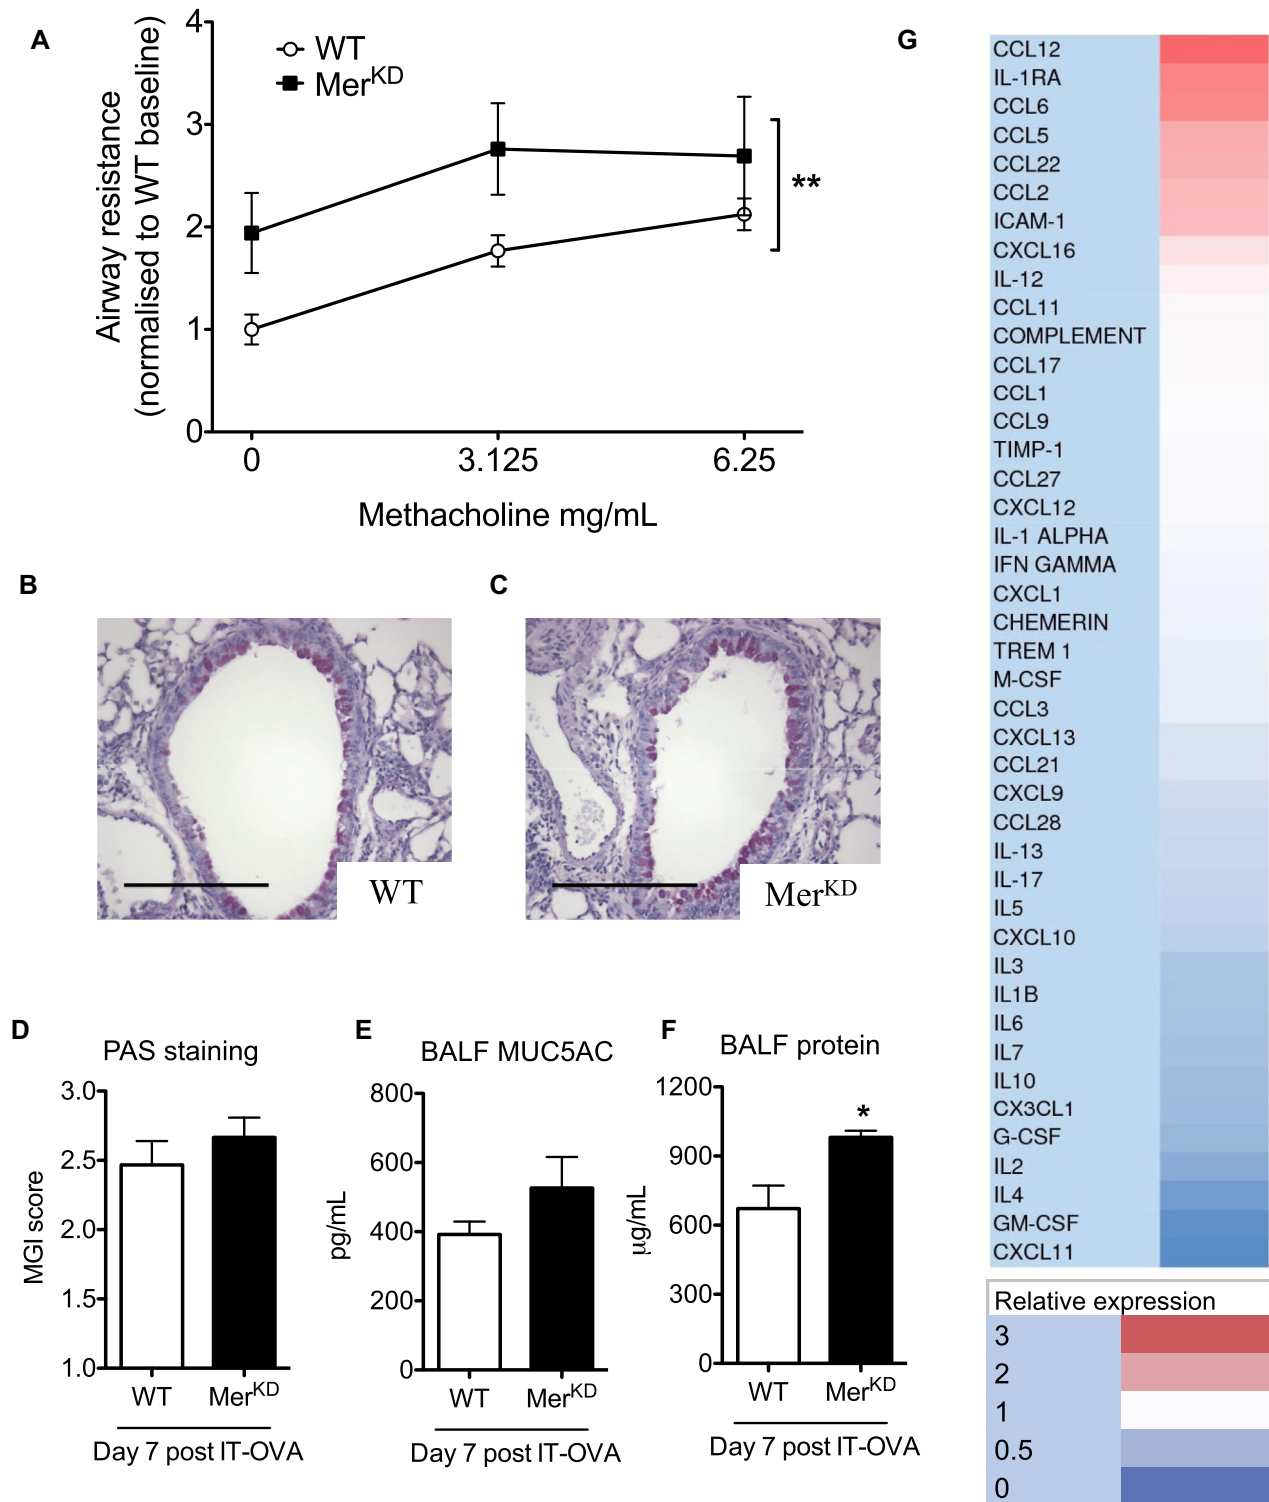 A
WT
MerKD
Airway resistance
(normalised to WT baseline)
4
3
2
1
0
**
0 3.125 6.25
Methacholine mg/mL
B
WT
C
MerKD
D
PAS staining
MGI score
3.0
2.5
2.0
1.5
1.0
WT MerKD
Day 7 post IT-OVA
E
BALF MUC5AC
pg/mL
800
600
400
200
0
WT MerKD
Day 7 post IT-OVA
F
BALF protein
µg/mL
1200
900
600
300
0
*
WT MerKD
Day 7 post IT-OVA
G
CCL12
IL-1RA
CCL6
CCL5
CCL22
CCL2
ICAM-1
CXCL16
IL-12
CCL11
COMPLEMENT
CCL17
CCL1
CCL9
TIMP-1
CCL27
CXCL12
IL-1 ALPHA
IFN GAMMA
CXCL1
CHEMERIN
TREM 1
M-CSF
CCL3
CXCL13
CCL21
CXCL9
CCL28
IL-13
IL-17
IL5
CXCL10
IL3
IL1B
IL6
IL7
IL10
CX3CL1
G-CSF
IL2
IL4
GM-CSF
CXCL11
Relative expression
3
2
1
0.5
0